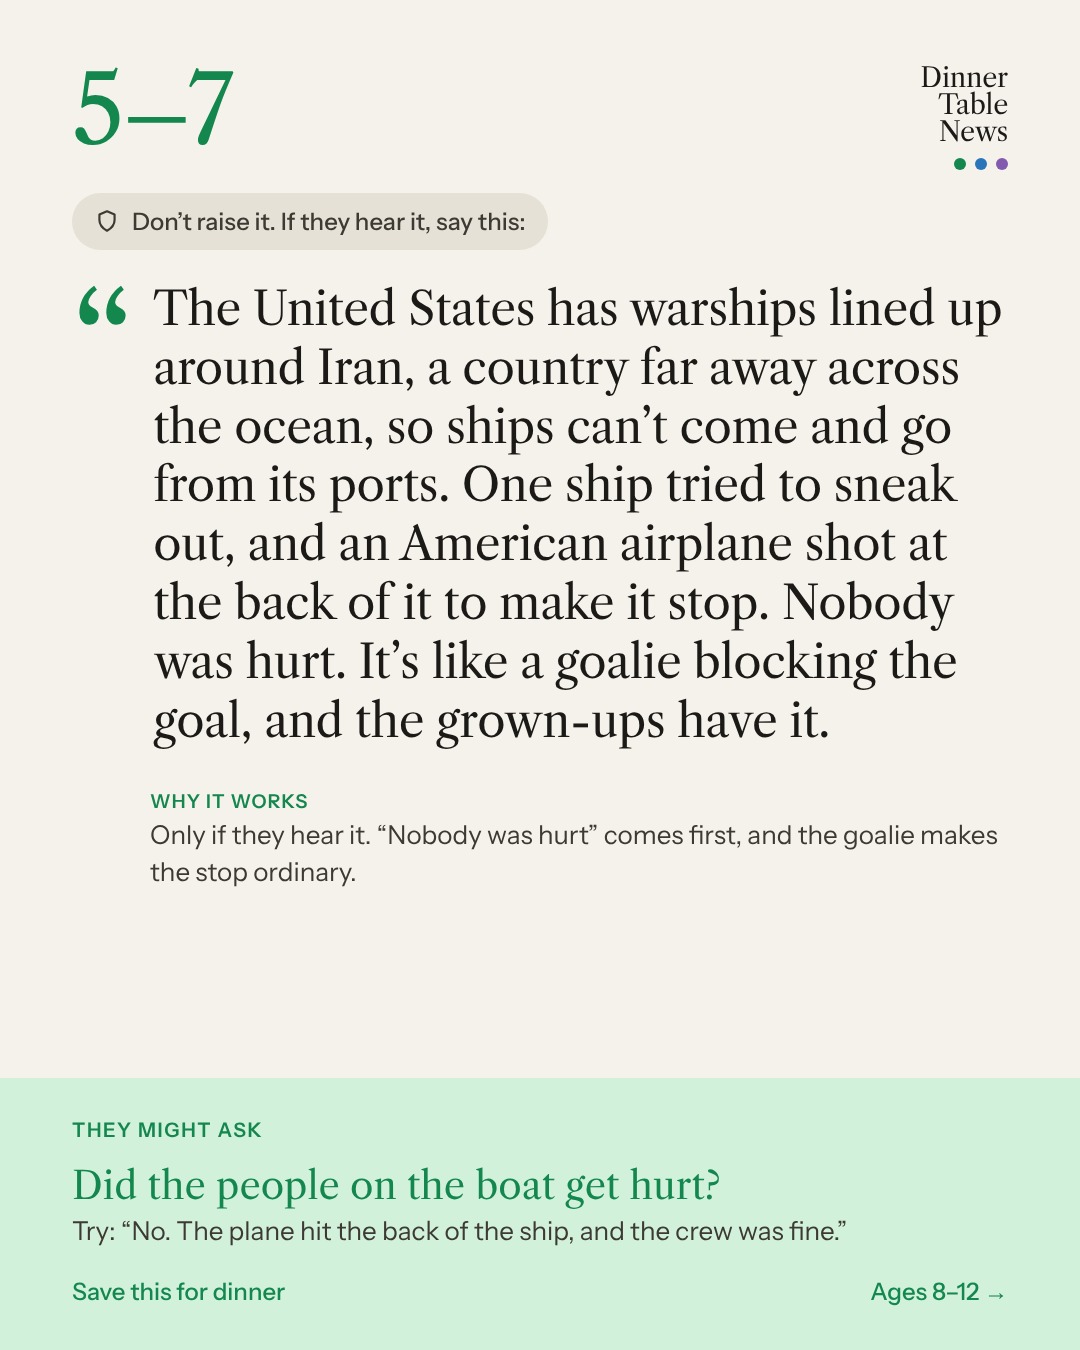 5–7
Dinner
Table
News
Don’t raise it. If they hear it, say this:
“ The United States has warships lined up
around Iran, a country far away across
the ocean, so ships can’t come and go
from its ports. One ship tried to sneak
out, and an American airplane shot at
the back of it to make it stop. Nobody
was hurt. It’s like a goalie blocking the
goal, and the grown-ups have it.
WHY IT WORKS
Only if they hear it. “Nobody was hurt” comes first, and the goalie makes
the stop ordinary.
THEY MIGHT ASK
Did the people on the boat get hurt?
Try: “No. The plane hit the back of the ship, and the crew was fine.”
Save this for dinner
Ages 8–12 →